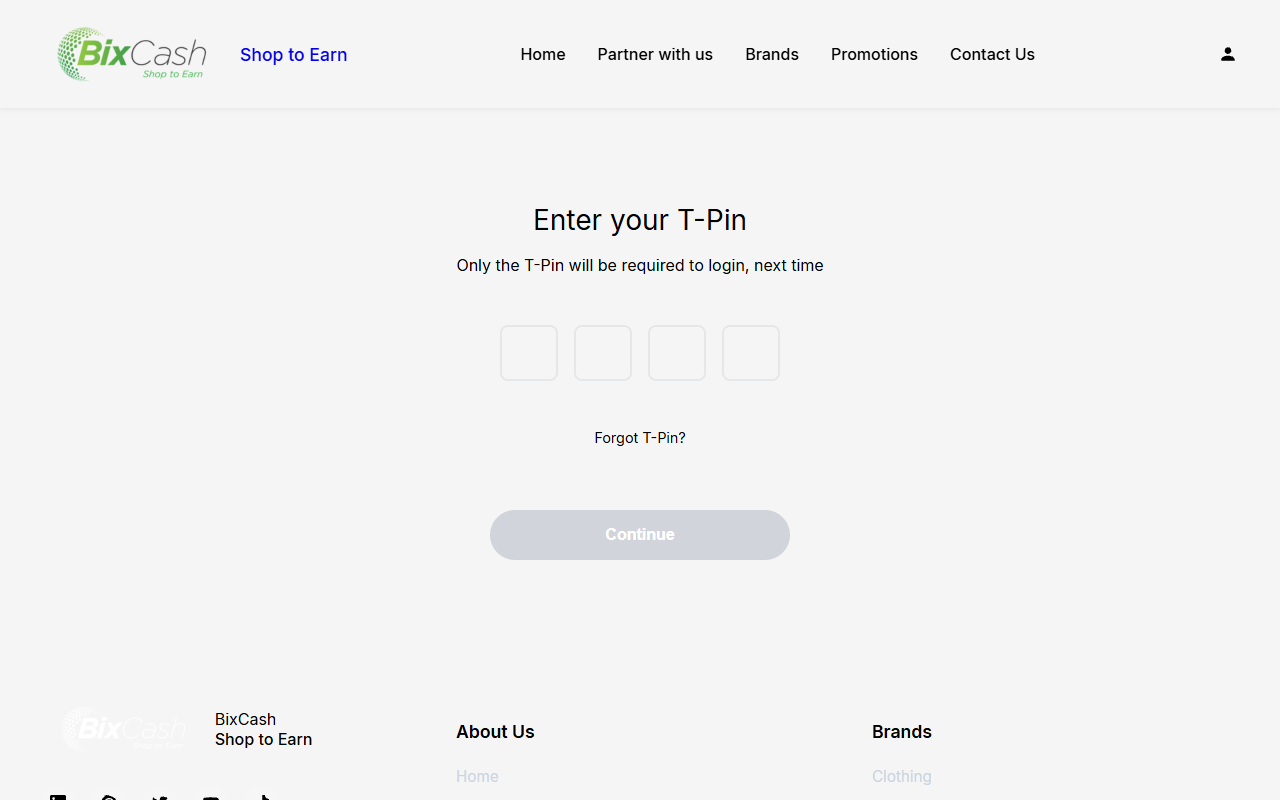 BixCash
Shop to Earn
Shop to Earn
Home
Partner with us
Brands
Promotions
Contact Us
Enter your T-Pin
Only the T-Pin will be required to login, next time
Forgot T-Pin?
Continue
BixCash
Shop to Earn
BixCash
Shop to Earn
About Us
Brands
Home
Clothing